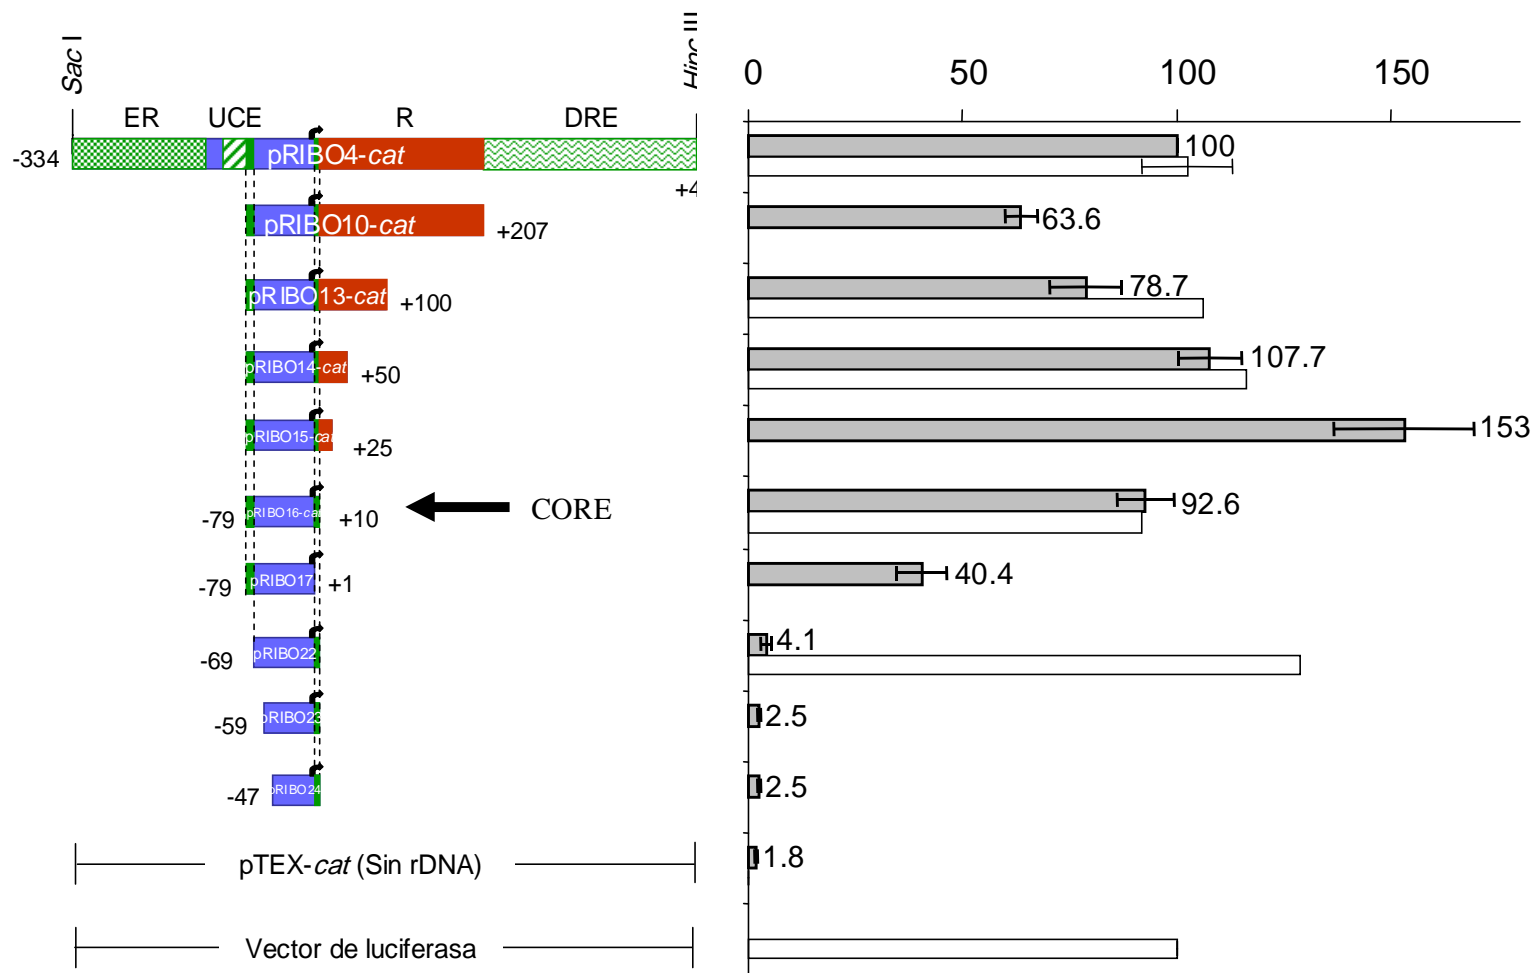 Sac I
0 50 100 150
ER UCE R DRE
-334 pRIBO4-cat 100
+4
pRIBO10-cat +207 63.6
pRIBO13-cat +100 78.7
pRIBO14-cat +50 107.7
pRIBO15-cat +25 153
-79 pRIBO16-cat +10 CORE 92.6
-79 pRIBO17 +1 40.4
-69 pRIBO22 4.1
-59 pRIBO23 2.5
-47 pRIBO24 2.5
pTEX-cat (Sin rDNA) 1.8
Vector de luciferasa